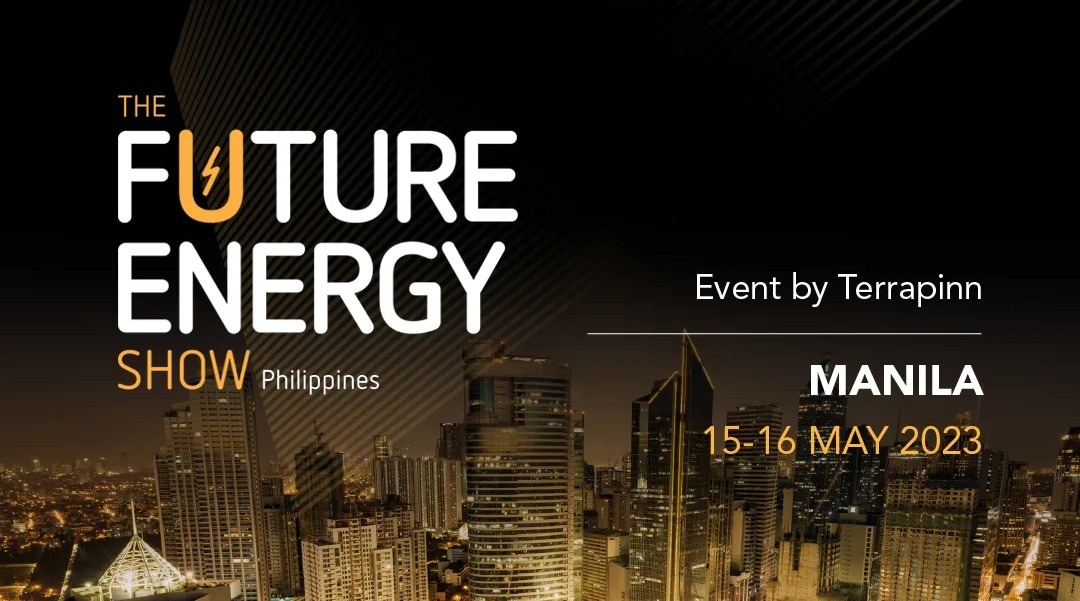 THE
FUTURE
ENERGY
SHOW Philippines
Event by Terrapinn
MANILA
15-16 MAY 2023